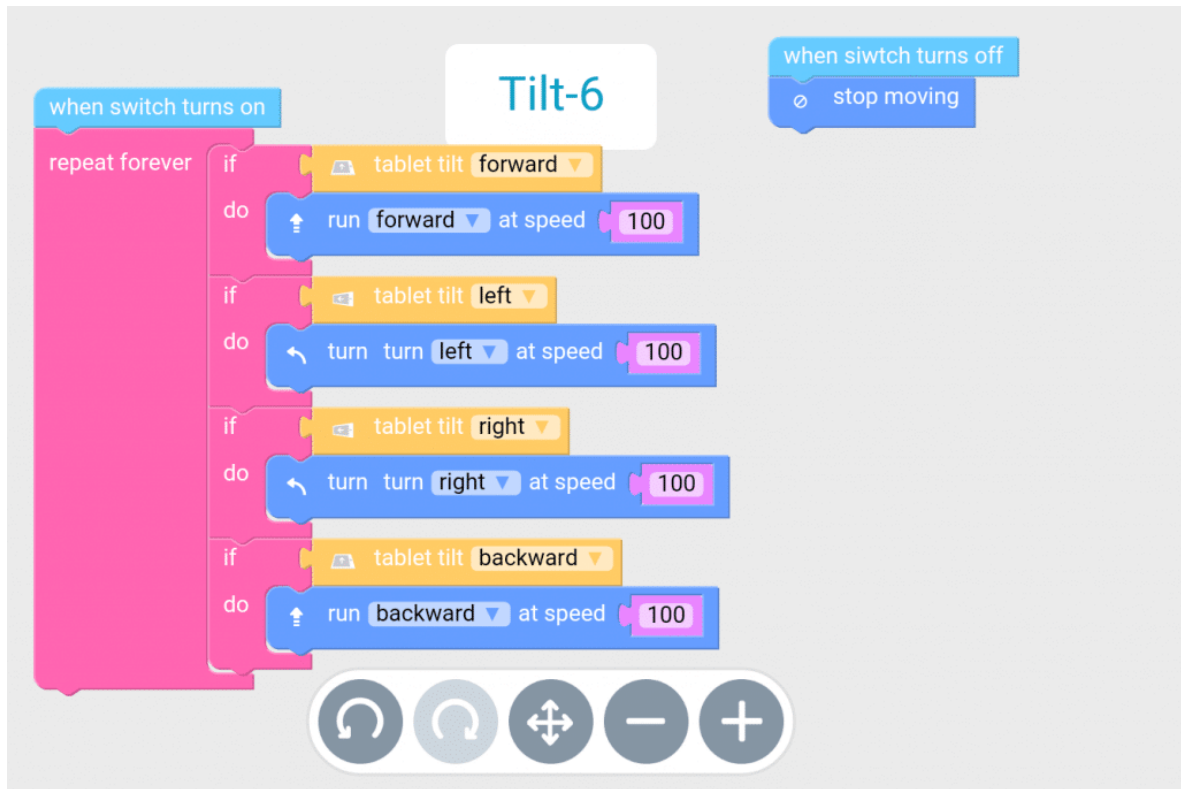 Tilt-6
when siwtch turns off
stop moving
when switch turns on
repeat forever if tablet tilt forward
do run forward at speed 100
if tablet tilt left
do turn turn left at speed 100
if tablet tilt right
do turn turn right at speed 100
if tablet tilt backward
do run backward at speed 100